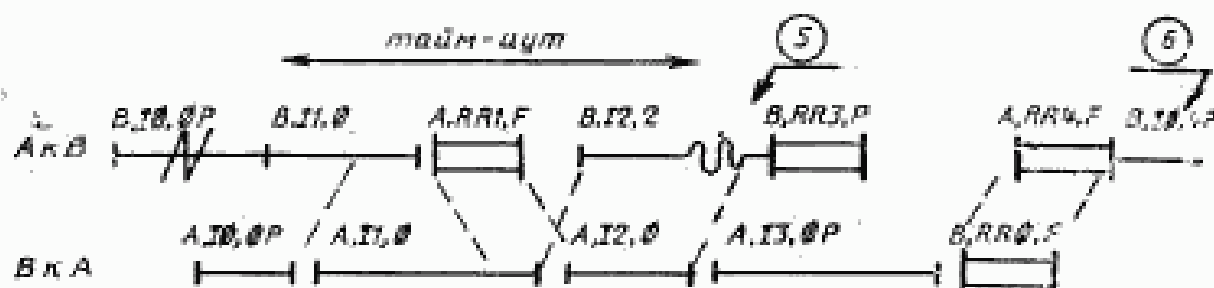 тайм-аут 5 6
B,I0,0P B,I1,0 A,RR1,F B,I2,2 B,RR3,P A,RR4,F
А к В
A,I0,0P A,I1,0 A,I2,0 A,I3,0P B,RR0,F
В к А